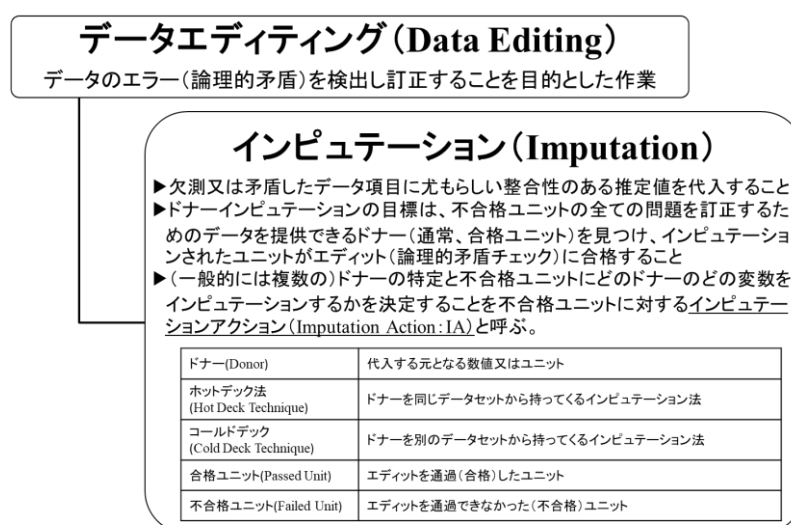 データエディティング（Data Editing）
データのエラー（論理的矛盾）を検出し訂正することを目的とした作業
インピュテーション（Imputation）
▶欠測又は矛盾したデータ項目に尤もらしい整合性のある推定値を代入すること
▶ドナーインピュテーションの目標は、不合格ユニットの全ての問題を訂正するた
めのデータを提供できるドナー（通常、合格ユニット）を見つけ、インピュテーショ
ンされたユニットがエディット（論理的矛盾チェック）に合格すること
▶（一般的には複数の）ドナーの特定と不合格ユニットにどのドナーのどの変数を
インピュテーションするかを決定することを不合格ユニットに対するインピュテー
ションアクション（Imputation Action：IA）と呼ぶ。
ドナー(Donor) 代入する元となる数値又はユニット
ホットデック法
(Hot Deck Technique) ドナーを同じデータセットから持ってくるインピュテーション法
コールドデック
(Cold Deck Technique) ドナーを別のデータセットから持ってくるインピュテーション法
合格ユニット(Passed Unit) エディットを通過（合格）したユニット
不合格ユニット(Failed Unit) エディットを通過できなかった（不合格）ユニット